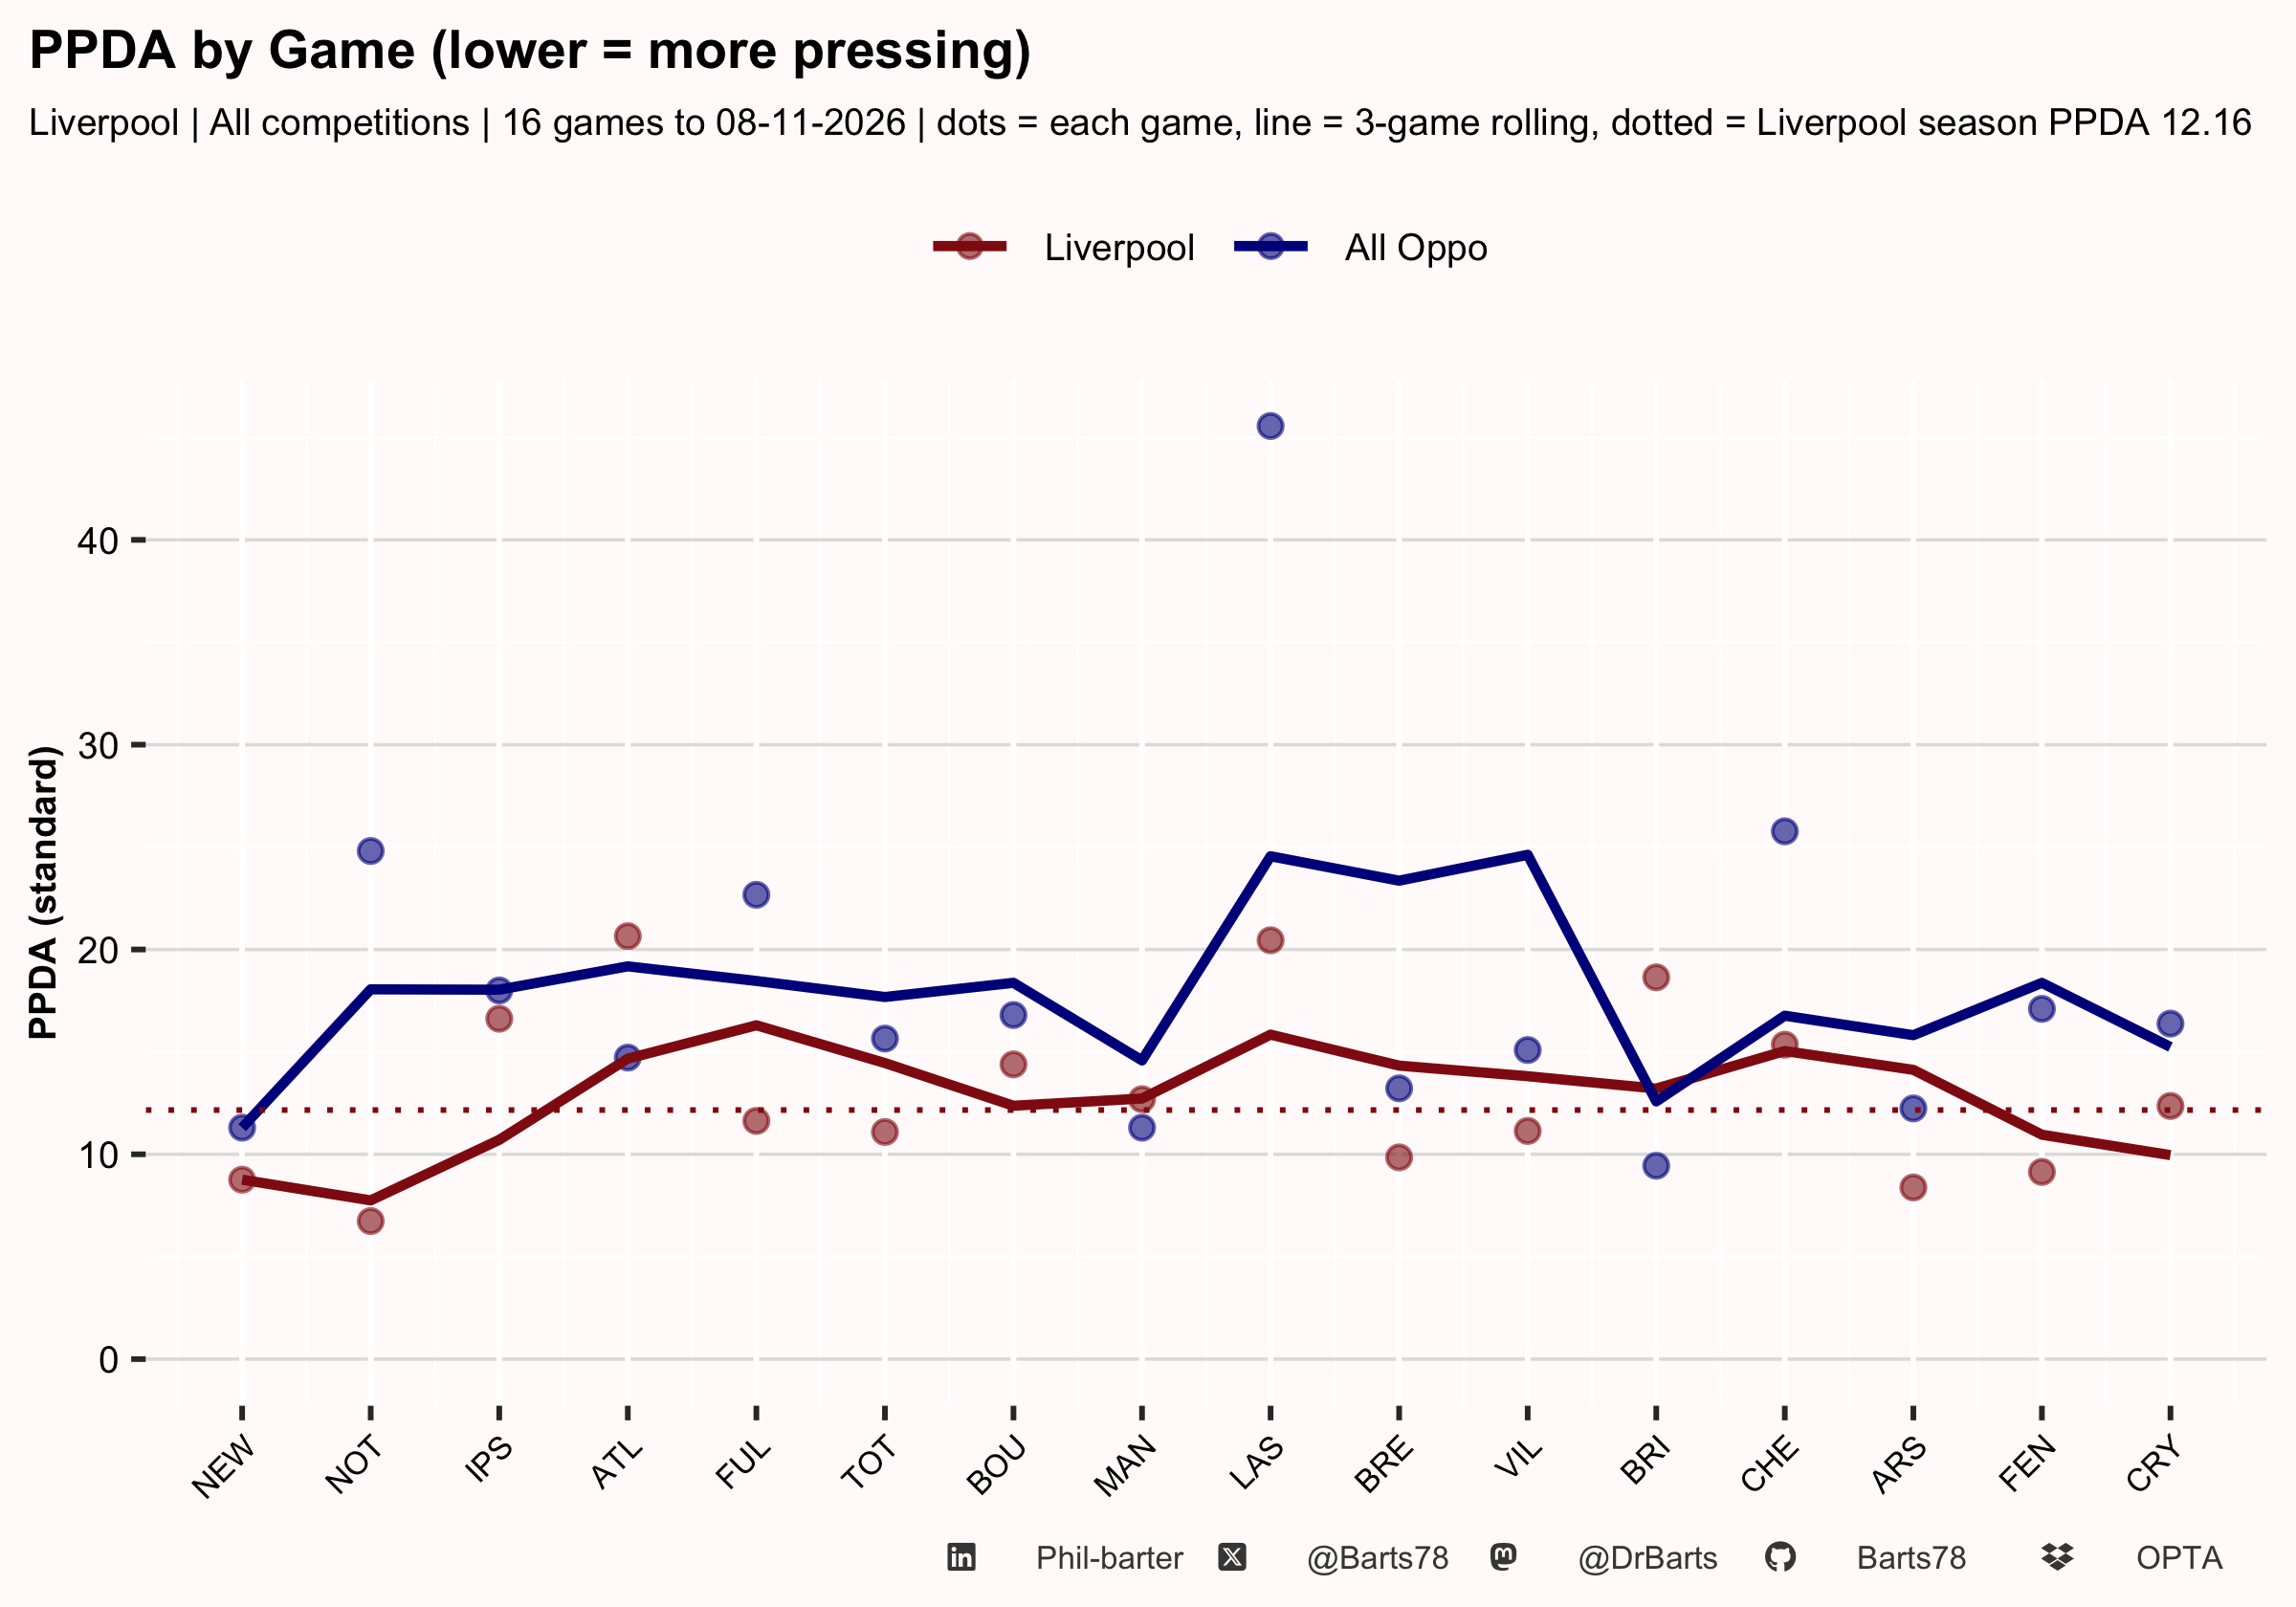 PPDA by Game (lower = more pressing)
Liverpool | All competitions | 16 games to 08-11-2026 | dots = each game, line = 3-game rolling, dotted = Liverpool season PPDA 12.16
Liverpool
All Oppo
PPDA (standard)
40
30
20
10
0
NEW
NOT
IPS
ATL
FUL
TOT
BOU
MAN
LAS
BRE
VIL
BRI
CHE
ARS
FEN
CRY
Phil-barter @Barts78 @DrBarts Barts78 OPTA